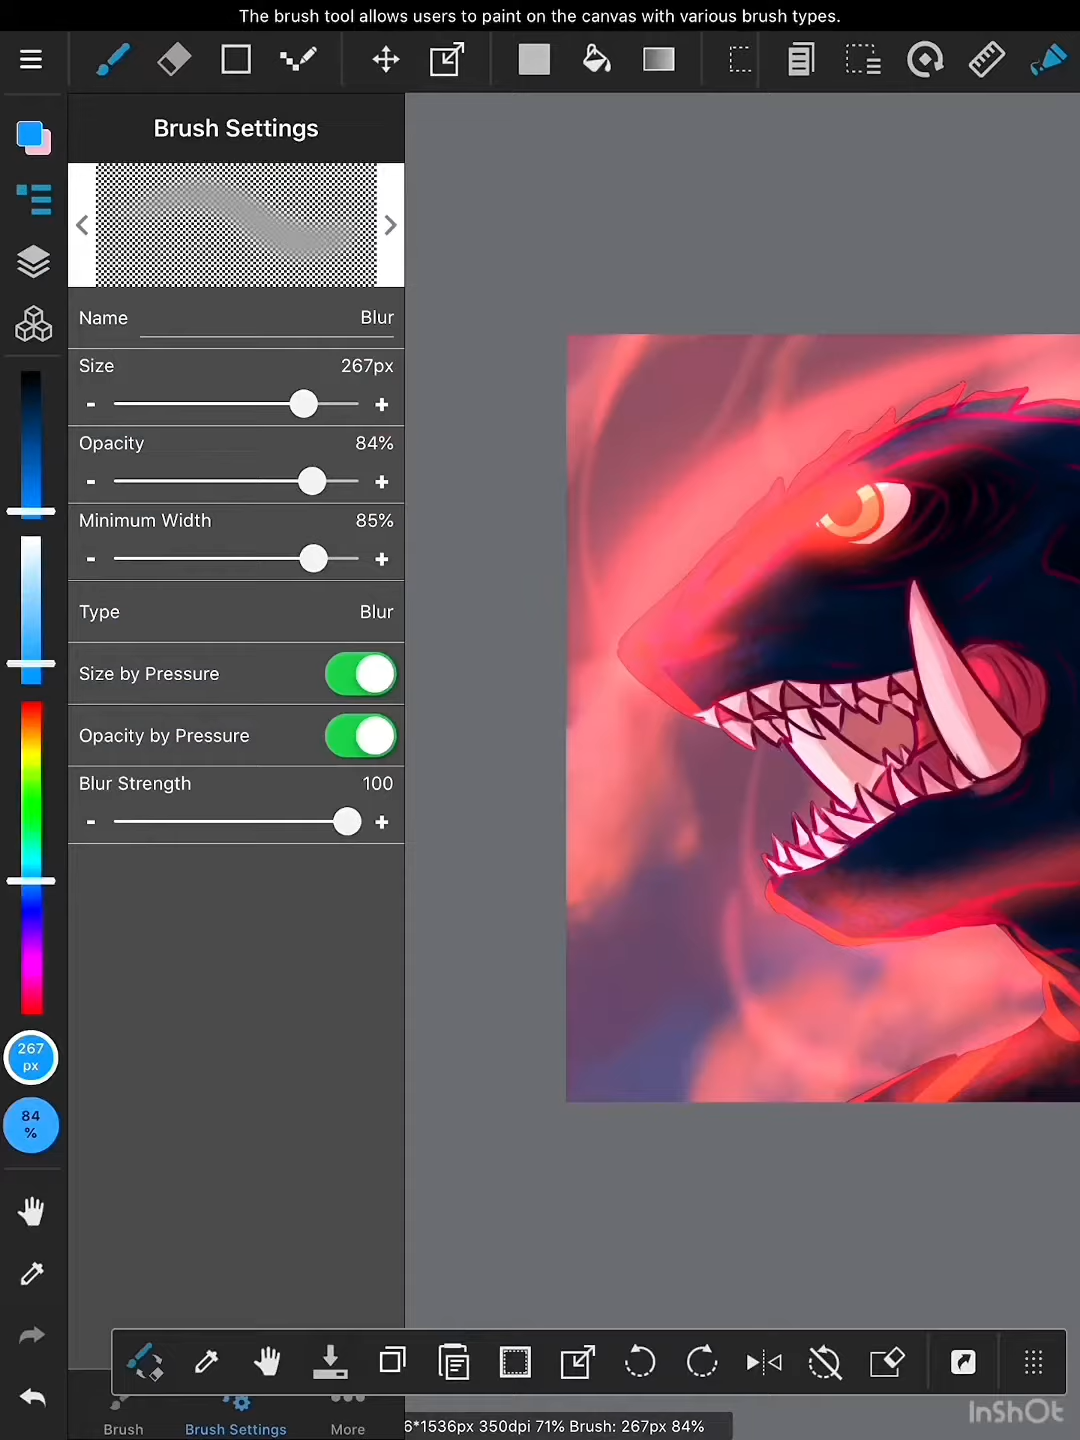 The brush tool allows users to paint on the canvas with various brush types.
Brush Settings
Name Blur
Size 267px
- +
Opacity 84%
- +
Minimum Width 85%
- +
Type Blur
Size by Pressure
Opacity by Pressure
Blur Strength 100
- +
267
px
84
%
Brush Brush Settings More
6*1536px 350dpi 71% Brush: 267px 84%
InShOt